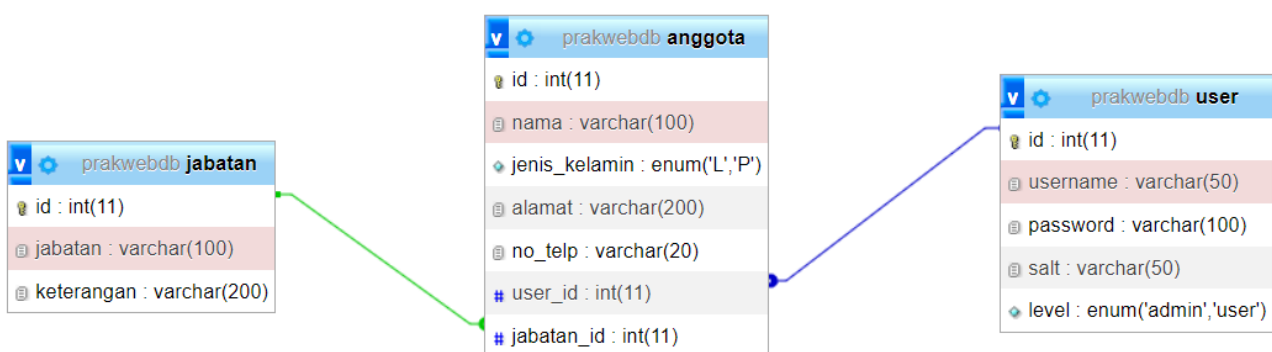 prakwebdb jabatan
id : int(11)
jabatan : varchar(100)
keterangan : varchar(200)
prakwebdb anggota
id : int(11)
nama : varchar(100)
jenis_kelamin : enum('L','P')
alamat : varchar(200)
no_telp : varchar(20)
# user_id : int(11)
# jabatan_id : int(11)
prakwebdb user
id : int(11)
username : varchar(50)
password : varchar(100)
salt : varchar(50)
level : enum('admin','user')